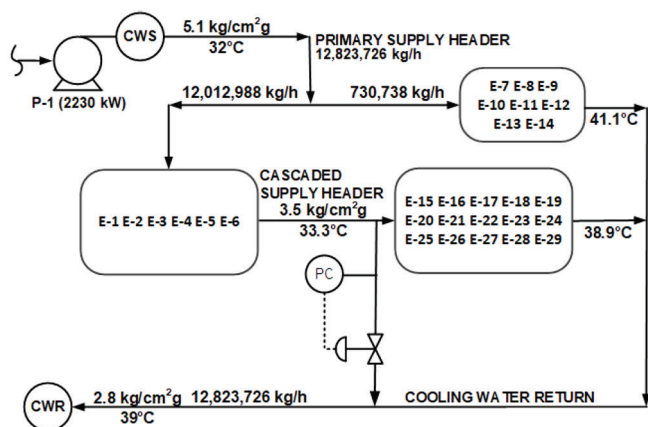 5.1 kg/cm²g
CWS
32°C
PRIMARY SUPPLY HEADER
12,823,726 kg/h
P-1 (2230 kW)
12,012,988 kg/h
730,738 kg/h
E-7 E-8 E-9
E-10 E-11 E-12
E-13 E-14
41.1°C
CASCADED
SUPPLY HEADER
3.5 kg/cm²g
33.3°C
E-1 E-2 E-3 E-4 E-5 E-6
E-15 E-16 E-17 E-18 E-19
E-20 E-21 E-22 E-23 E-24
E-25 E-26 E-27 E-28 E-29
38.9°C
PC
CWR
2.8 kg/cm²g
12,823,726 kg/h
COOLING WATER RETURN
39°C